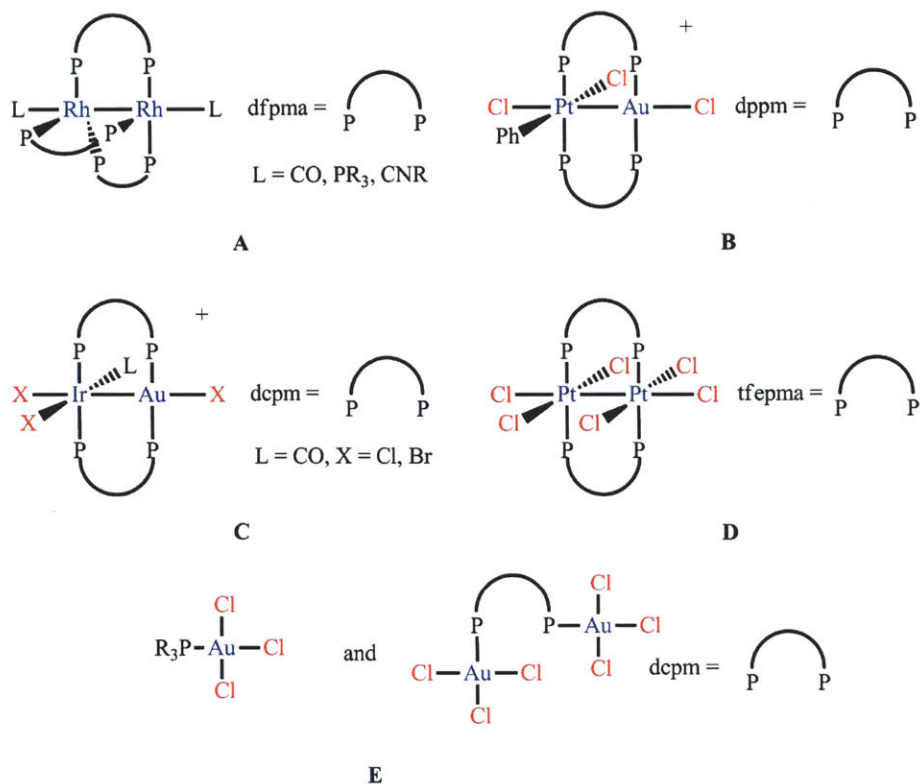 P P
L Rh Rh L dfpma =
P P
P P
P P
L = CO, PR₃, CNR
A
+
P P
Cl
Cl Pt Au Cl dppm =
P P
Ph
P P
B
+
P P
L
X Ir Au X dcpm =
X
P P
P P
L = CO, X = Cl, Br
C
P P
Cl Cl
Cl Pt Pt Cl tfepma =
Cl Cl
P P
P P
D
Cl
R₃P Au Cl
Cl
and
Cl
P P Au Cl
Cl
Cl Au Cl
Cl
dcpm =
P P
E